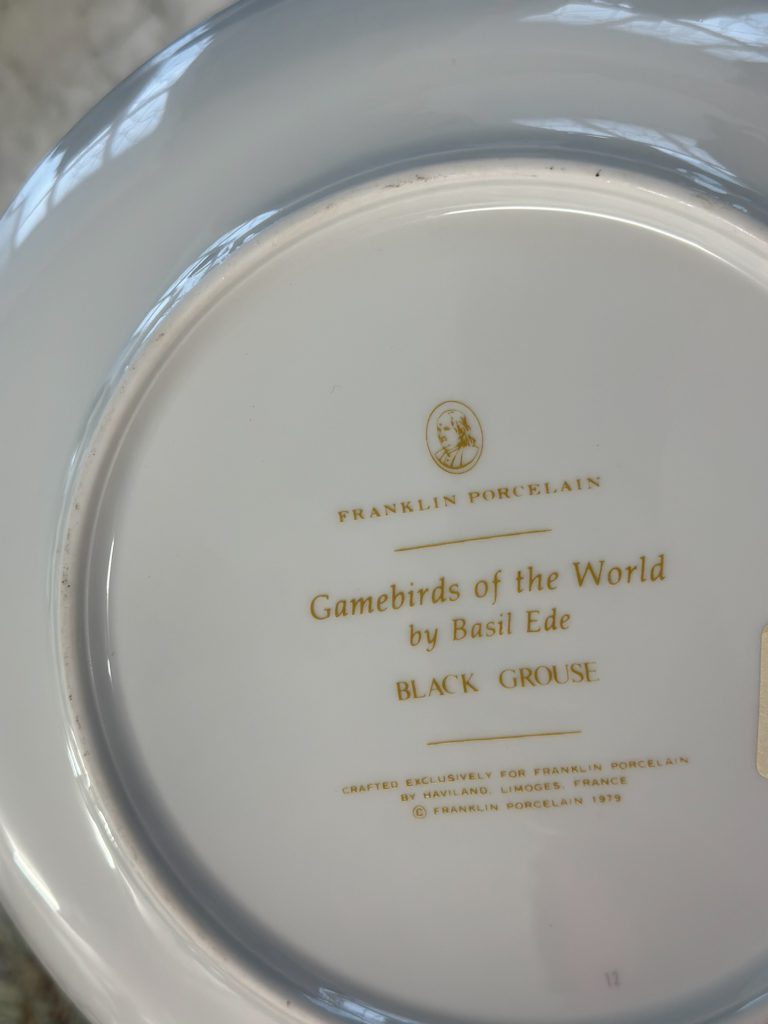 FRANKLIN PORCELAIN
Gamebirds of the World
by Basil Ede
BLACK GROUSE
CRAFTED EXCLUSIVELY FOR FRANKLIN PORCELAIN
BY HAVILAND, LIMOGES, FRANCE
© FRANKLIN PORCELAIN 1979
12